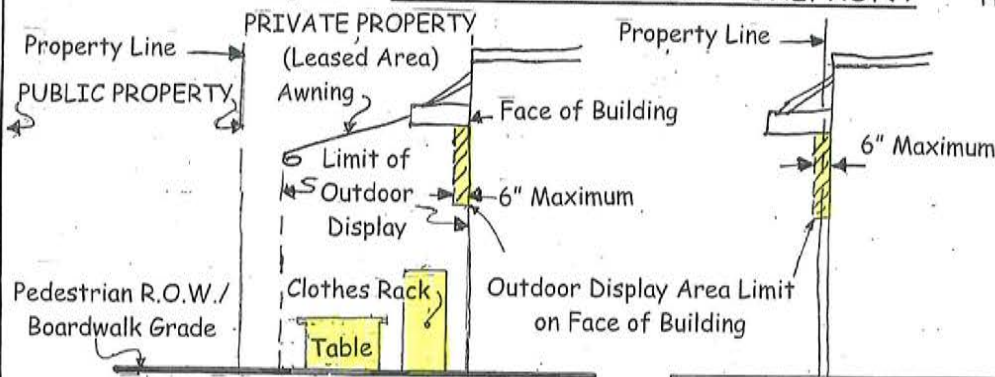 PRIVATE PROPERTY
(Leased Area)
Property Line
PUBLIC PROPERTY
Awning
Face of Building
Limit of
Outdoor
Display
6" Maximum
Pedestrian R.O.W./
Boardwalk Grade
Clothes Rack
Table
Property Line
6" Maximum
Outdoor Display Area Limit
on Face of Building